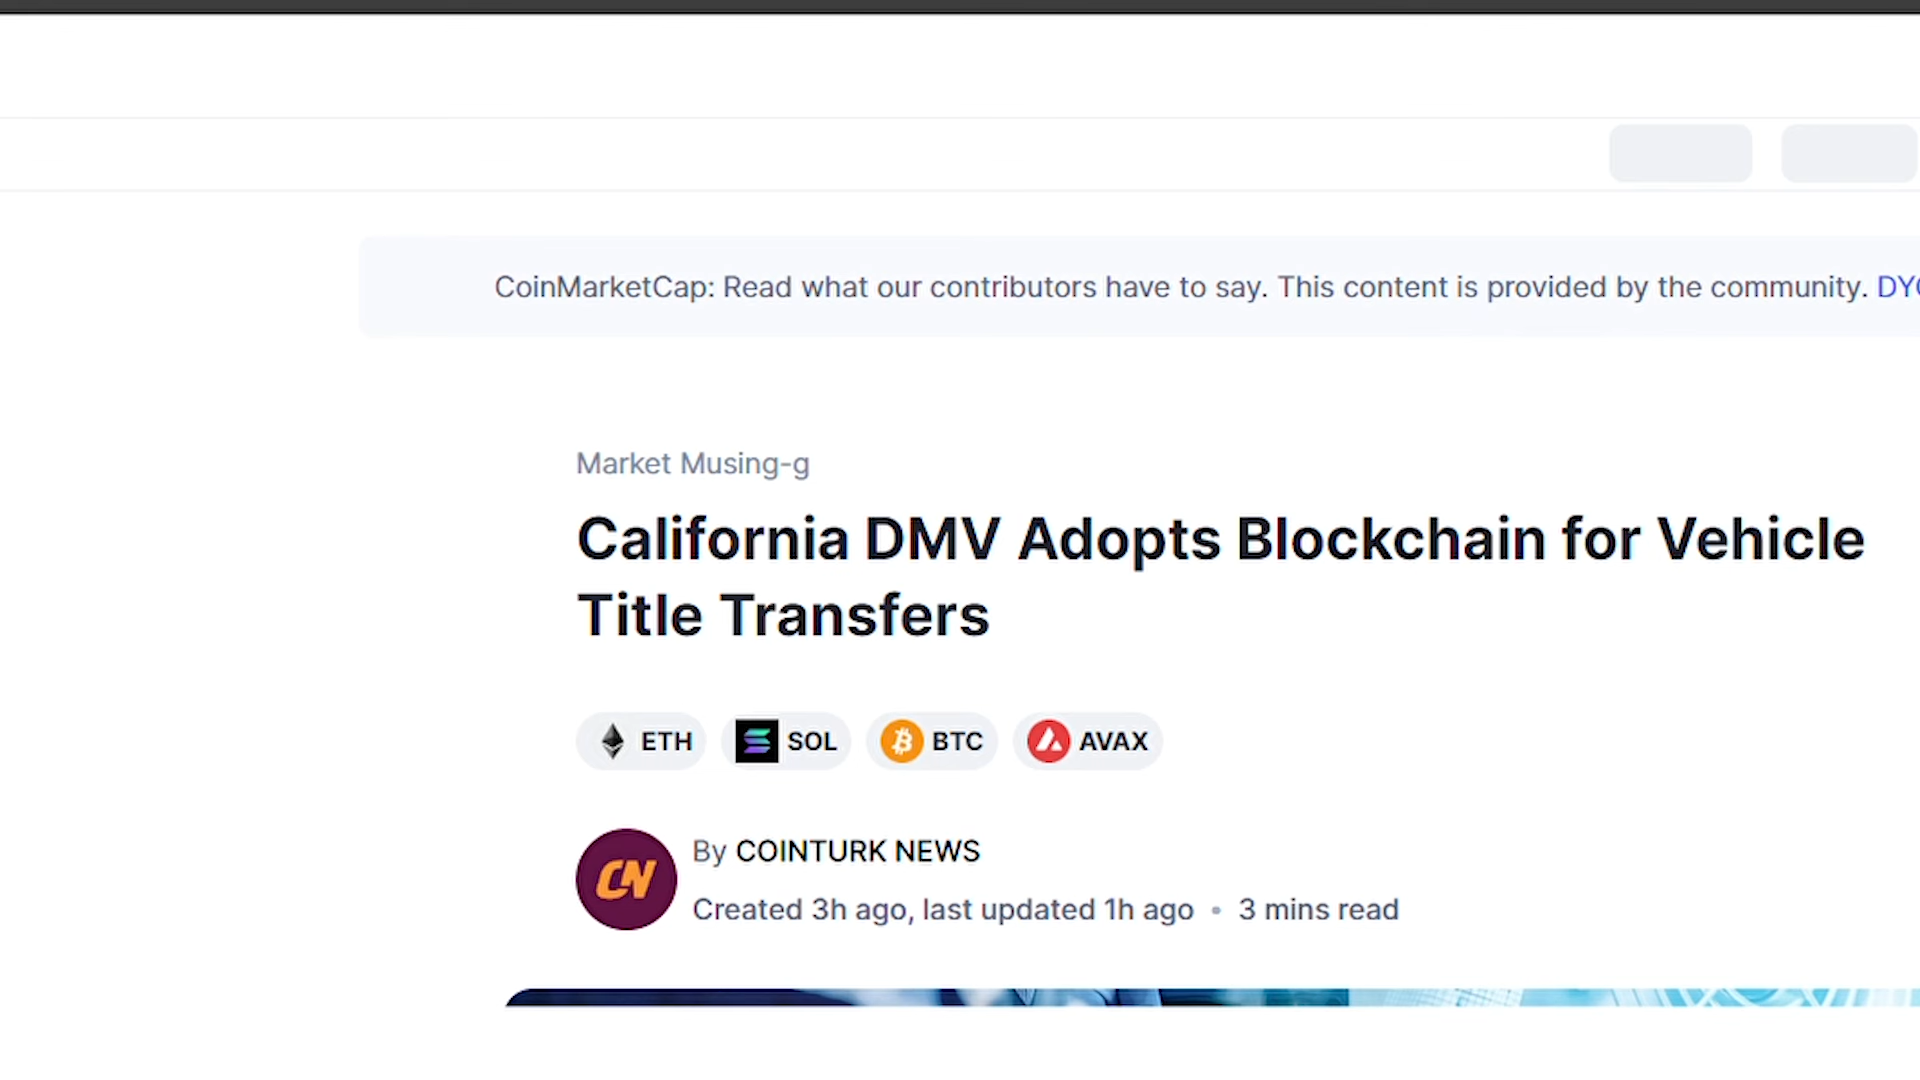 CoinMarketCap: Read what our contributors have to say. This content is provided by the community.
Market Musing-g
California DMV Adopts Blockchain for Vehicle
Title Transfers
ETH SOL BTC AVAX
CN
By COINTURK NEWS
Created 3h ago, last updated 1h ago • 3 mins read